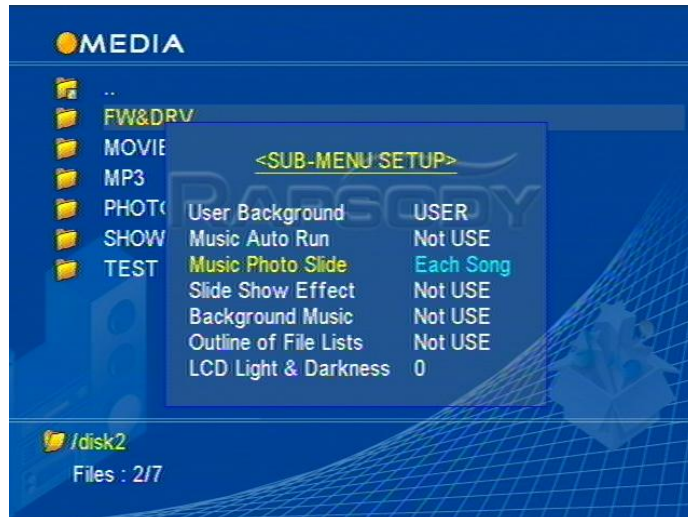 MEDIA
..
FW&DRV
MOVIE
MP3
PHOTO
SHOW
TEST
<SUB-MENU SETUP>
RAPSODY
User Background USER
Music Auto Run Not USE
Music Photo Slide Each Song
Slide Show Effect Not USE
Background Music Not USE
Outline of File Lists Not USE
LCD Light & Darkness 0
/disk2
Files : 2/7